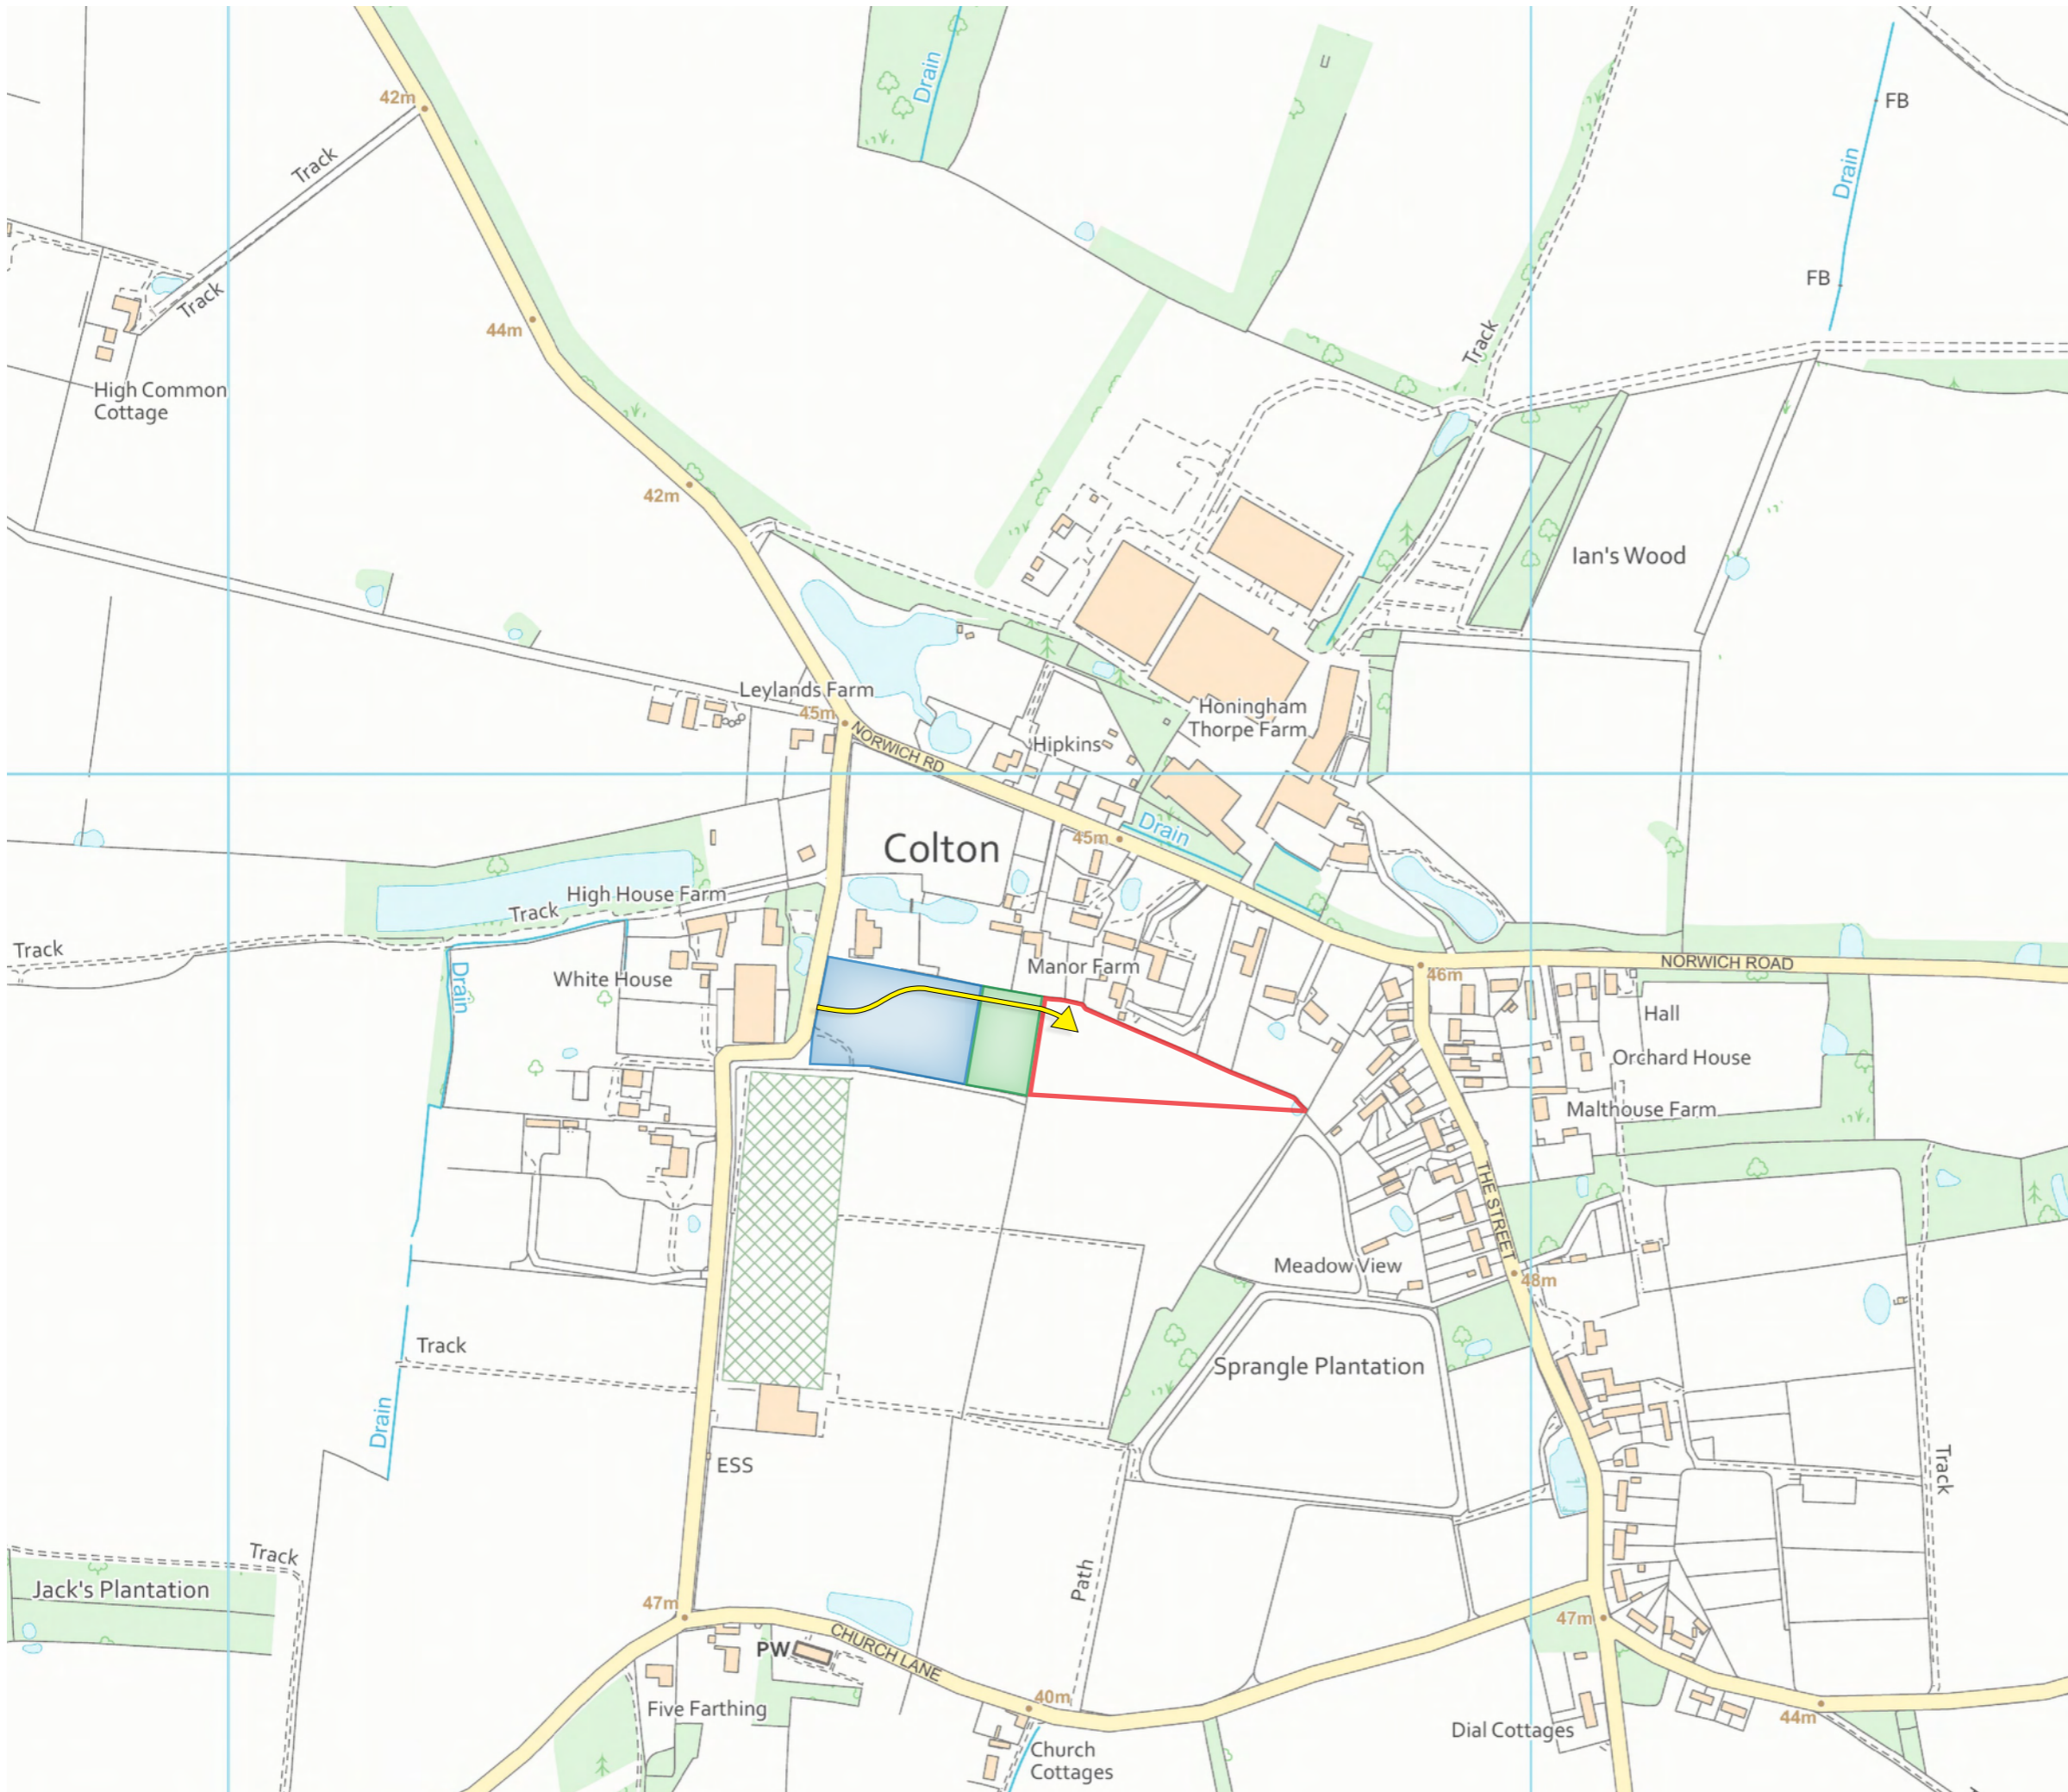 42m
Drain
FB
Drain
Track
FB
Track
44m
Track
High Common
Cottage
42m
Ian's Wood
Leylands Farm
45m
NORWICH RD
Hipkins
Honingham
Thorpe Farm
Colton
45m
Drain
High House Farm
Track
Track
Drain
White House
Manor Farm
46m
NORWICH ROAD
Hall
Orchard House
Malthouse Farm
THE STREET
Meadow View
48m
Track
Sprangle Plantation
Drain
ESS
Track
Track
Jack's Plantation
Path
47m
PW
CHURCH LANE
47m
40m
Five Farthing
Dial Cottages
44m
Church
Cottages